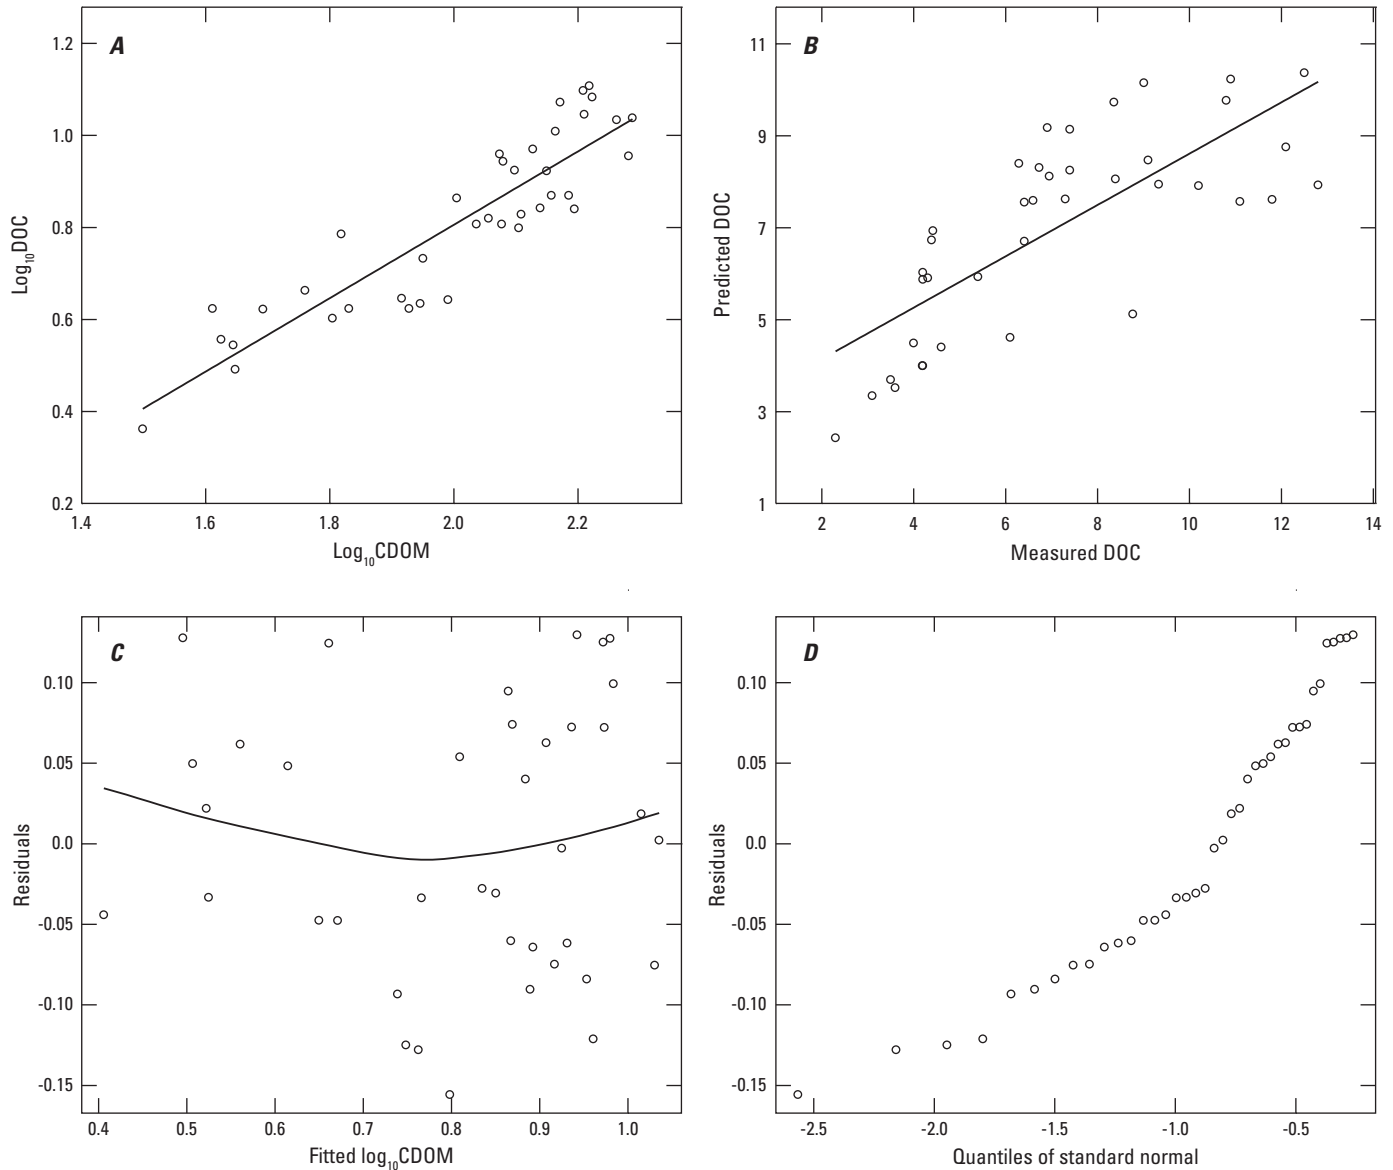 A
Log10DOC
1.2
1.0
0.8
0.6
0.4
0.2
1.4 1.6 1.8 2.0 2.2
Log10CDOM
B
Predicted DOC
11
9
7
5
3
1
2 4 6 8 10 12 14
Measured DOC
C
Residuals
0.10
0.05
0.0
-0.05
-0.10
-0.15
0.4 0.5 0.6 0.7 0.8 0.9 1.0
Fitted log10CDOM
D
Residuals
0.10
0.05
0.0
-0.05
-0.10
-0.15
-2.5 -2.0 -1.5 -1.0 -0.5
Quantiles of standard normal